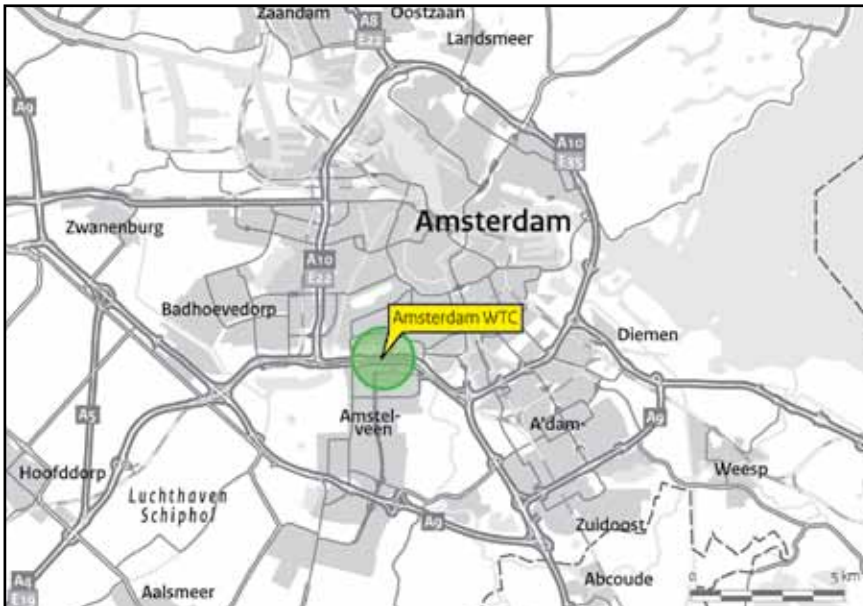 Zaandam
A8
E22
Oostzaan
Landsmeer
A9
A10
E35
Amsterdam
Zwanenburg
A10
E22
Badhoevedorp
Amsterdam WTC
Diemen
A5
Amstel-
veen
A'dam-
A9
Hoofddorp
Weesp
Luchthaven
Schiphol
A9
Zuidoost
A4
E19
Aalsmeer
Abcoude
0 5 km